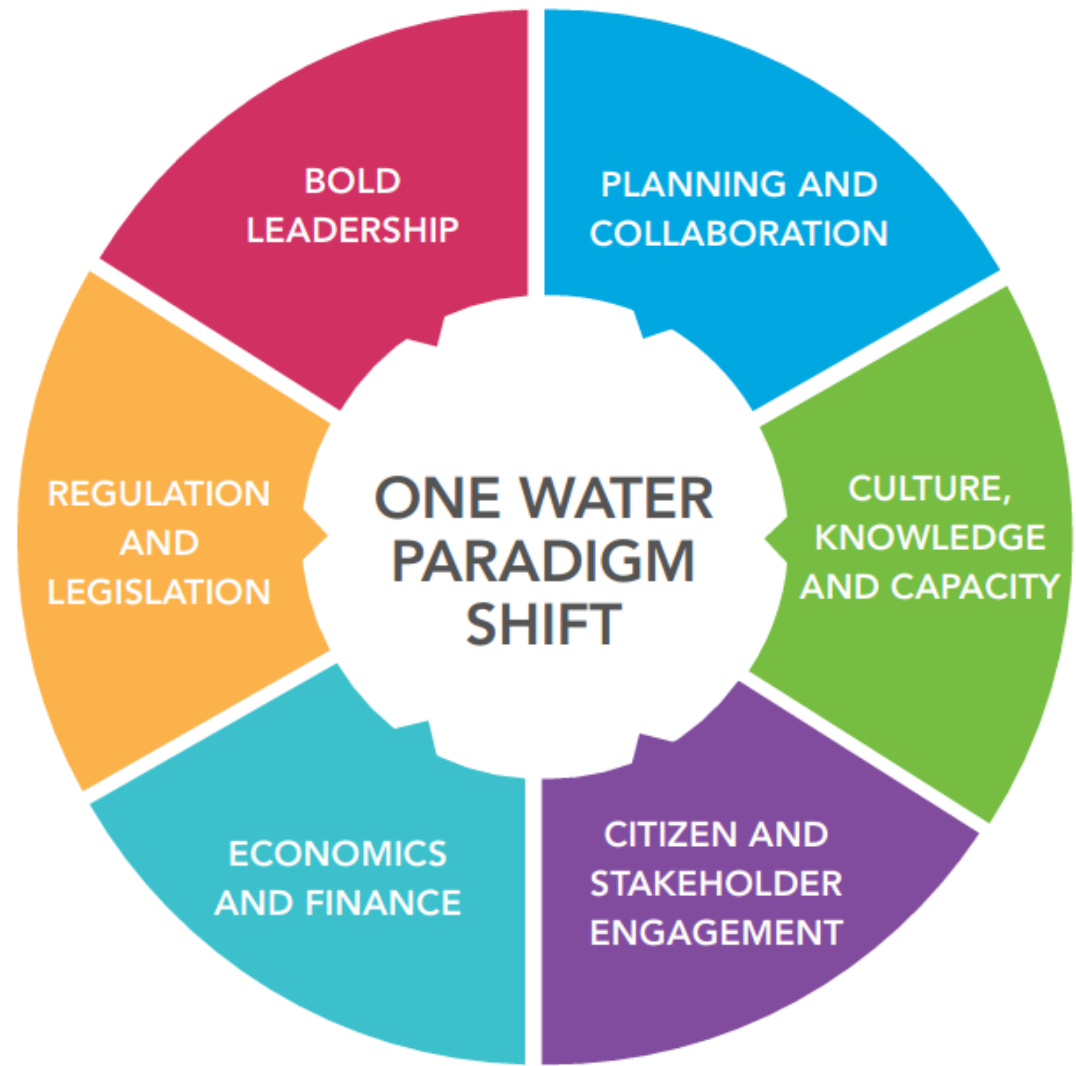 BOLD
LEADERSHIP
PLANNING AND
COLLABORATION
CULTURE,
KNOWLEDGE
AND CAPACITY
CITIZEN AND
STAKEHOLDER
ENGAGEMENT
ECONOMICS
AND FINANCE
REGULATION
AND
LEGISLATION
ONE WATER
PARADIGM
SHIFT